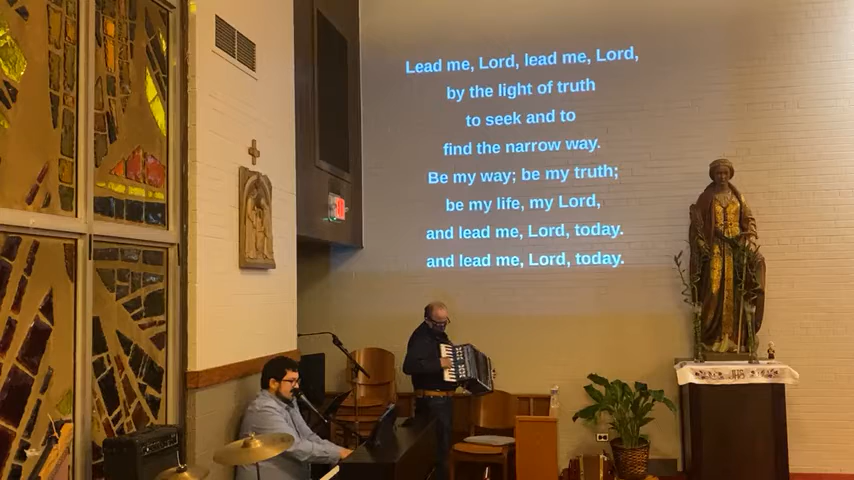 Lead me, Lord, lead me, Lord,
by the light of truth
to seek and to
find the narrow way.
Be my way; be my truth;
be my life, my Lord,
and lead me, Lord, today.
and lead me, Lord, today.
IHS